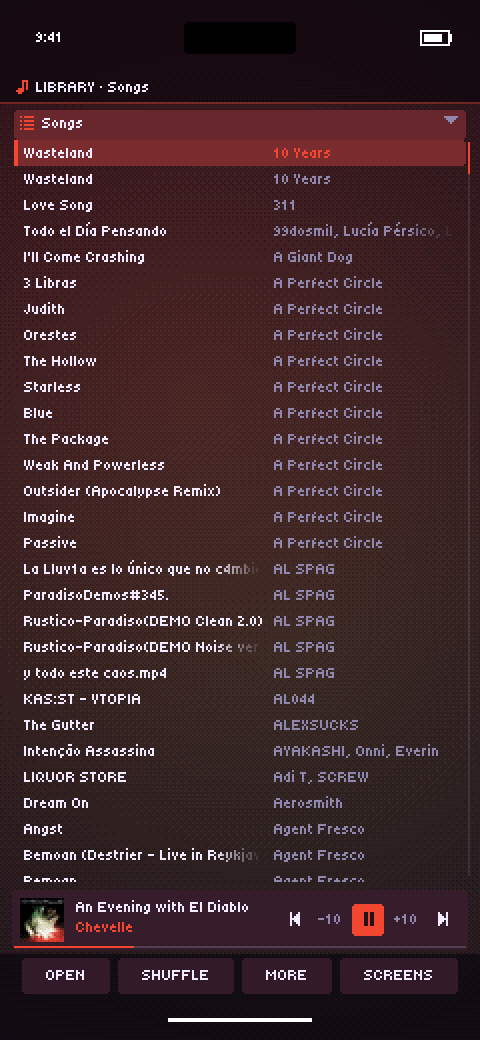 9:41
LIBRARY · Songs
Songs
Wasteland 10 Years
Wasteland 10 Years
Love Song 311
Todo el Día Pensando 99dosmil, Lucía Pérsico,
I'll Come Crashing A Giant Dog
3 Libras A Perfect Circle
Judith A Perfect Circle
Orestes A Perfect Circle
The Hollow A Perfect Circle
Starless A Perfect Circle
Blue A Perfect Circle
The Package A Perfect Circle
Weak And Powerless A Perfect Circle
Outsider (Apocalypse Remix) A Perfect Circle
Imagine A Perfect Circle
Passive A Perfect Circle
La Lluv1a es lo único que no c4mbi AL SPAG
ParadisoDemos#345. AL SPAG
Rustico-Paradiso(DEMO Clean 2.0) AL SPAG
Rustico-Paradiso(DEMO Noise ver AL SPAG
y todo este caos.mp4 AL SPAG
KAS:ST - VTOPIA AL044
The Gutter ALEXSUCKS
Intenção Assassina AYAKASHI, Onni, Everin
LIQUOR STORE Adi T, SCREW
Dream On Aerosmith
Angst Agent Fresco
Bemoan (Destrier - Live in Reykjav Agent Fresco
Bemoan Agent Fresco
An Evening with El Diablo
Chevelle
-10 +10
OPEN SHUFFLE MORE SCREENS